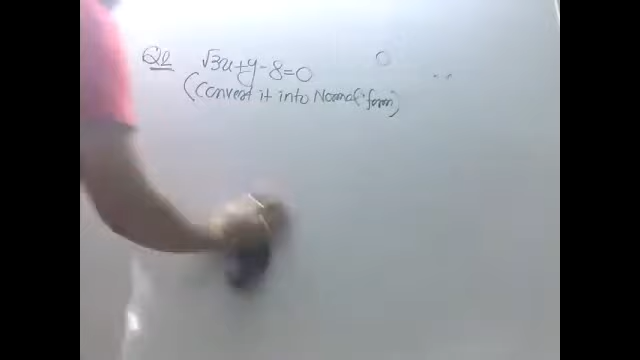 Q2 √3x+y-8=0
(Convert it into Normal form)